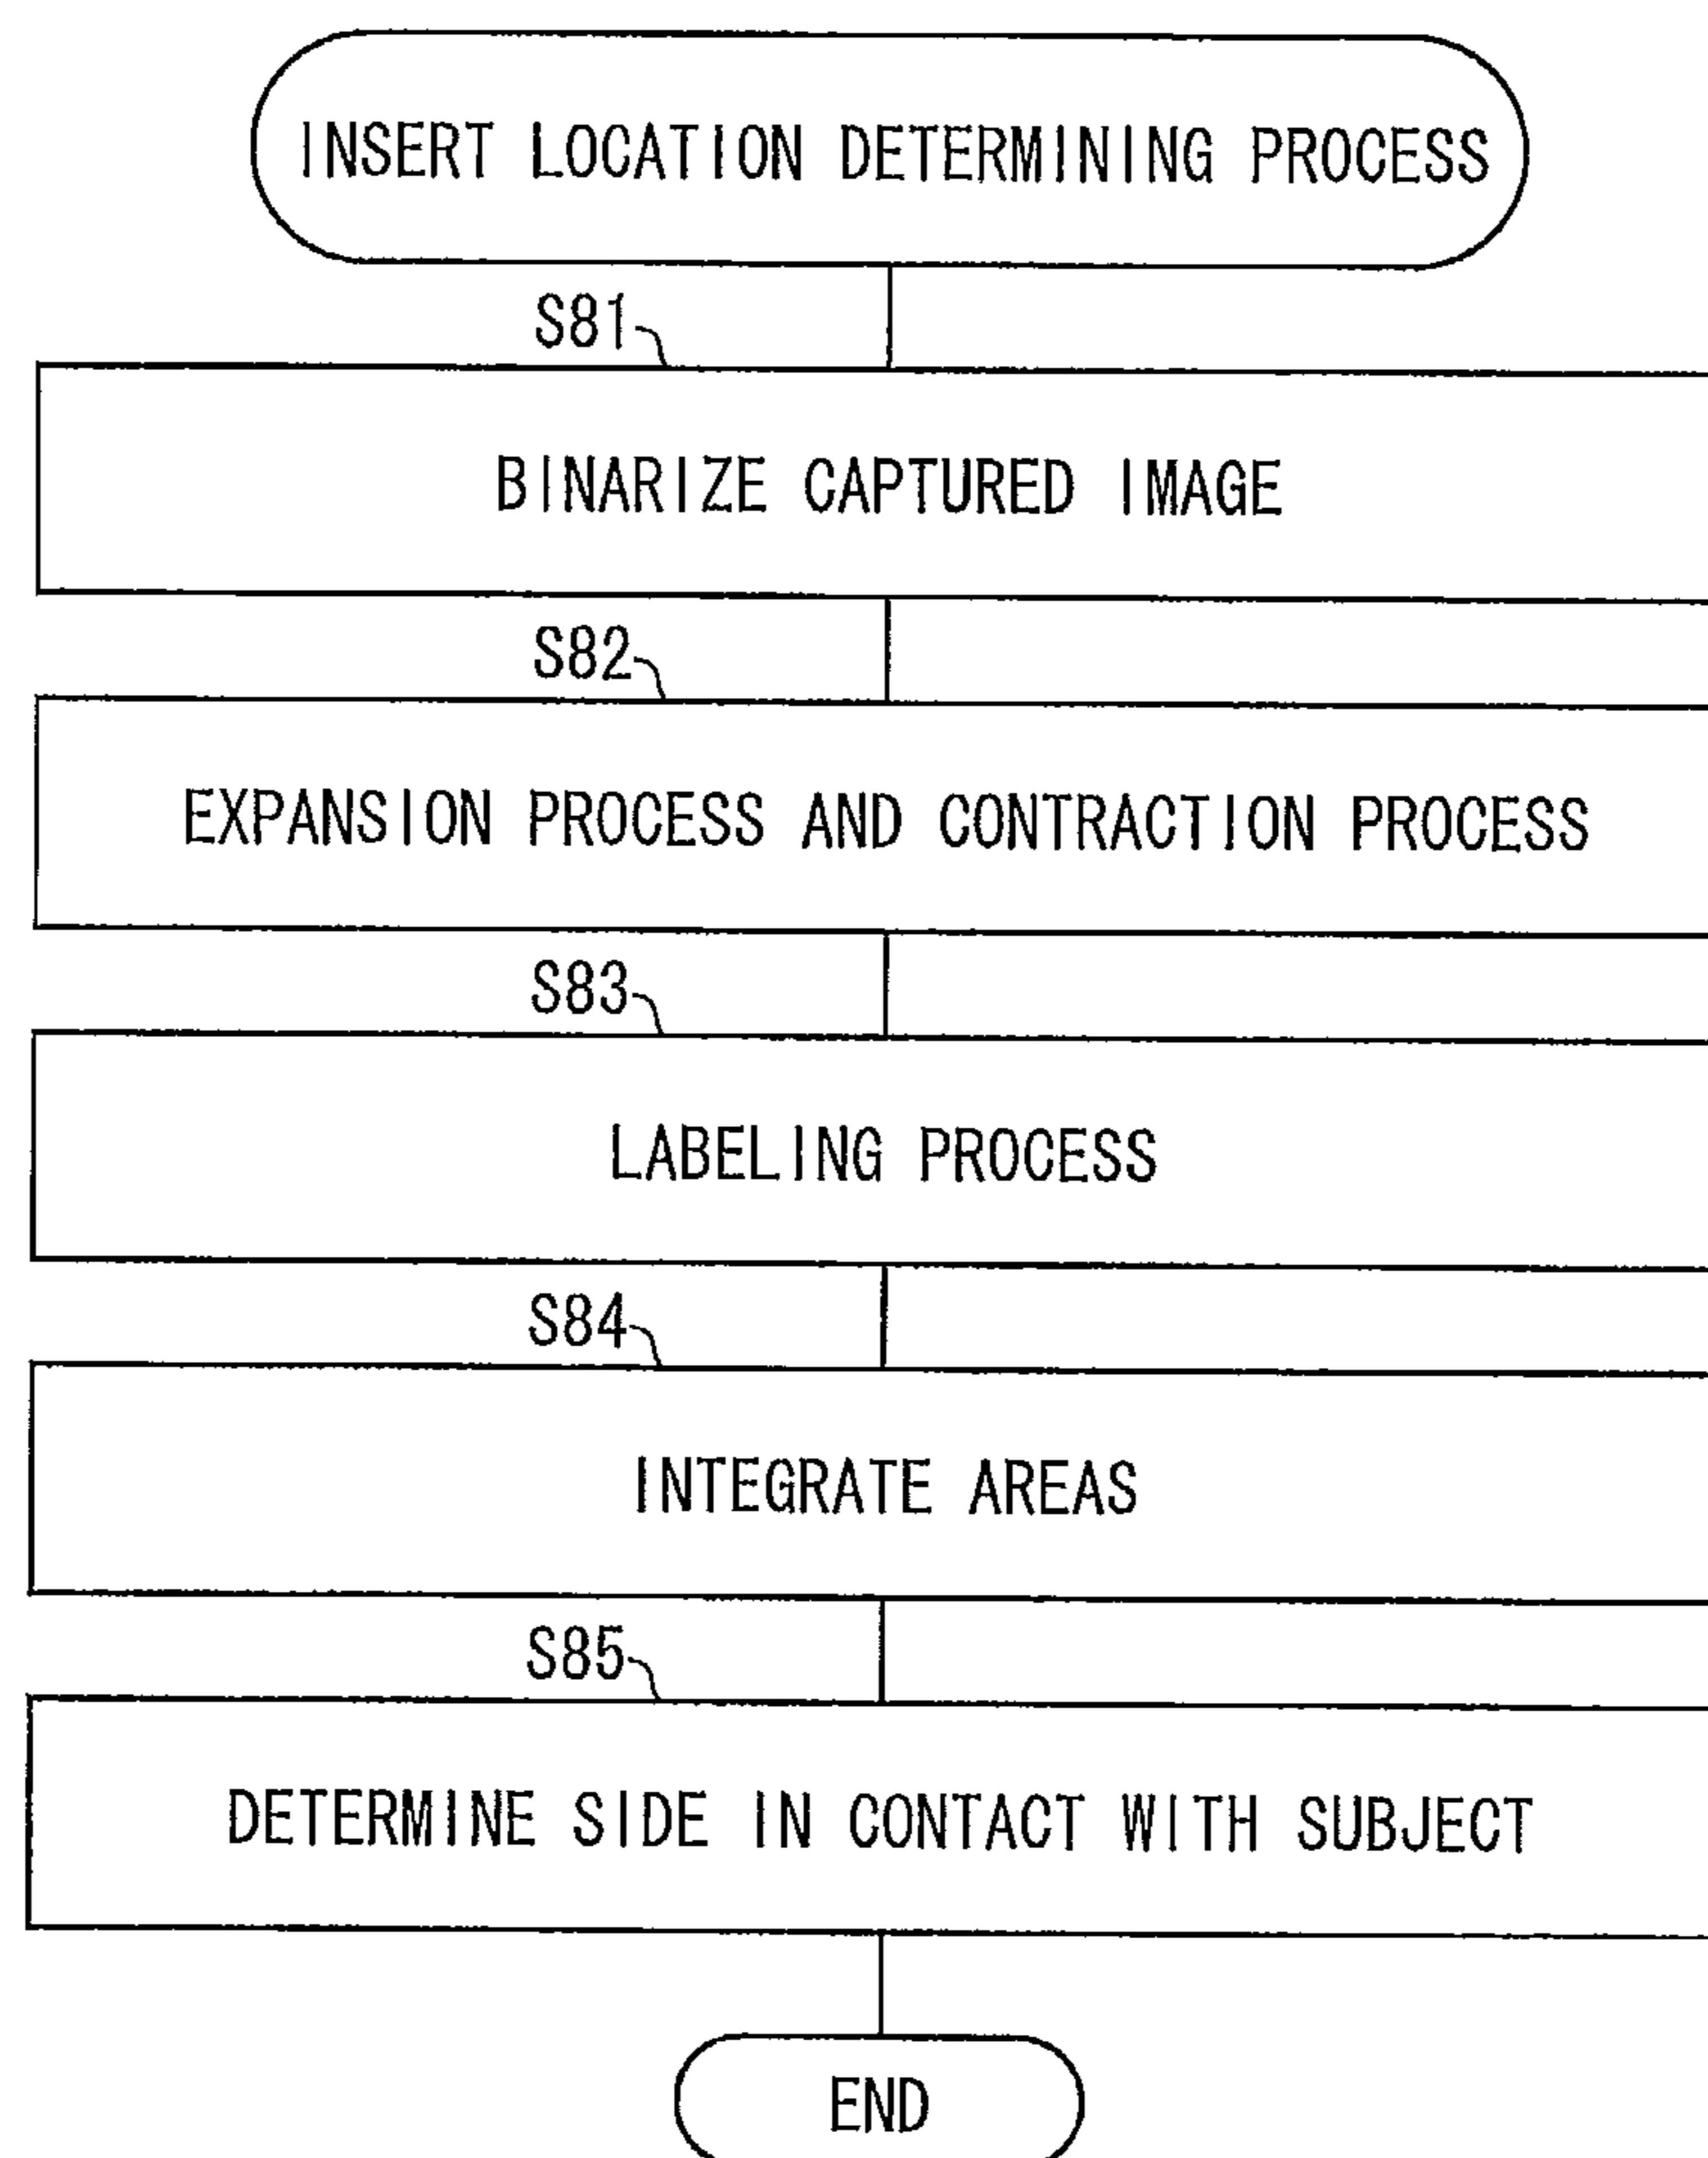 INSERT LOCATION DETERMINING PROCESS
S81
BINARIZE CAPTURED IMAGE
S82
EXPANSION PROCESS AND CONTRACTION PROCESS
S83
LABELING PROCESS
S84
INTEGRATE AREAS
S85
DETERMINE SIDE IN CONTACT WITH SUBJECT
END